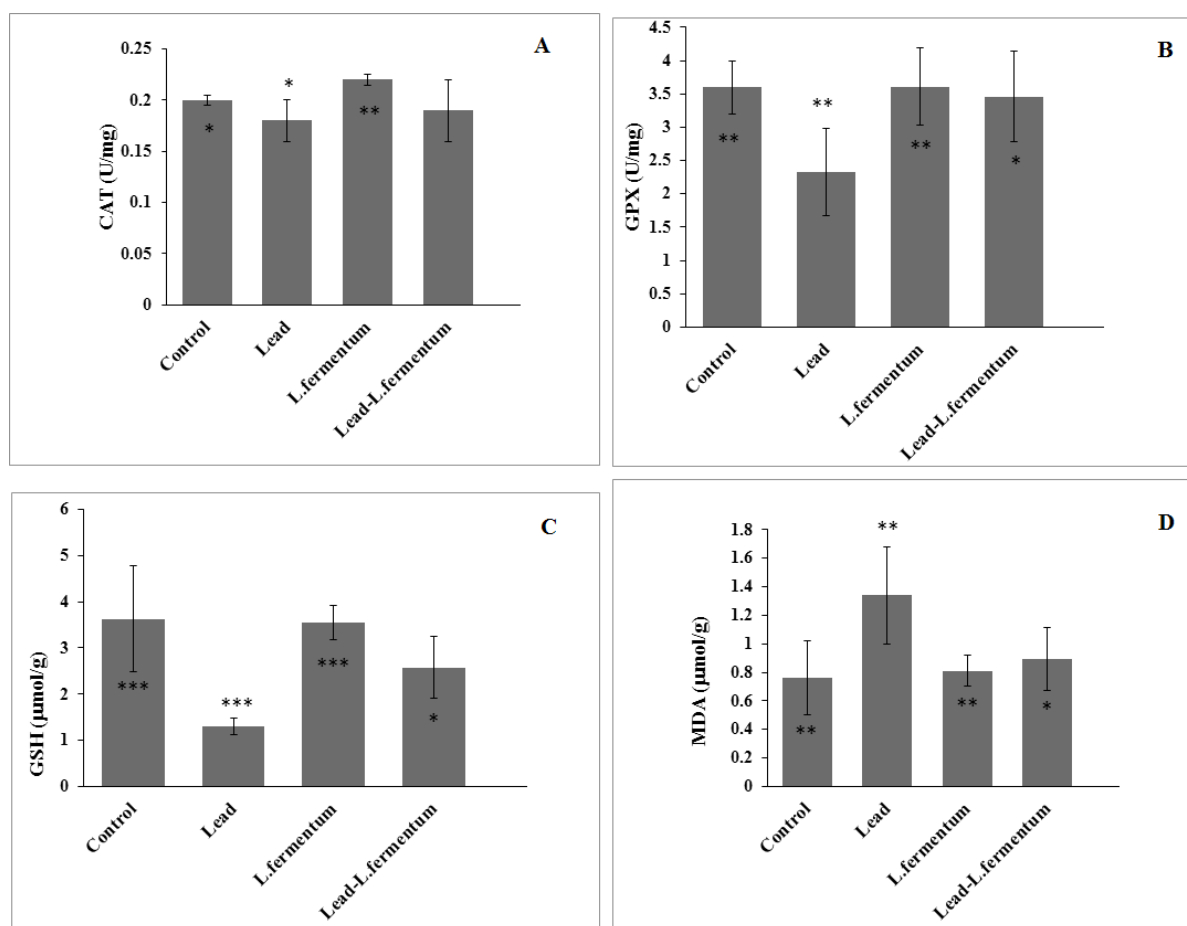 A
CAT (U/mg)
0.25
0.2
0.15
0.1
0.05
0
*
*
**
Control
Lead
L.fermentum
Lead-L.fermentum
B
GPX (U/mg)
4.5
4
3.5
3
2.5
2
1.5
1
0.5
0
**
**
**
*
Control
Lead
L.fermentum
Lead-L.fermentum
C
GSH (µmol/g)
6
5
4
3
2
1
0
***
***
***
*
Control
Lead
L.fermentum
Lead-L.fermentum
D
MDA (µmol/g)
1.8
1.6
1.4
1.2
1
0.8
0.6
0.4
0.2
0
**
**
**
*
Control
Lead
L.fermentum
Lead-L.fermentum